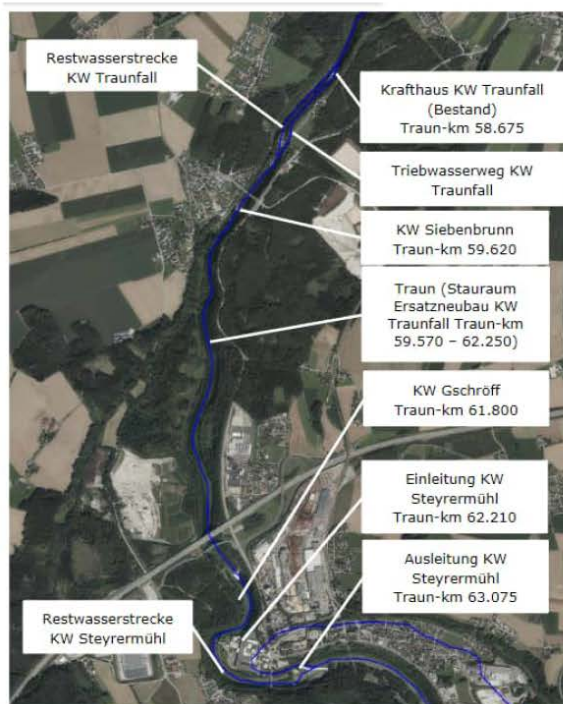 Restwasserstrecke
KW Traunfall
Krafthaus KW Traunfall
(Bestand)
Traun-km 58.675
Triebwasserweg KW
Traunfall
KW Siebenbrunn
Traun-km 59.620
Traun (Stauraum
Ersatzneubau KW
Traunfall Traun-km
59.570 – 62.250)
KW Gschröff
Traun-km 61.800
Einleitung KW
Steyrermühl
Traun-km 62.210
Ausleitung KW
Steyrermühl
Traun-km 63.075
Restwasserstrecke
KW Steyrermühl